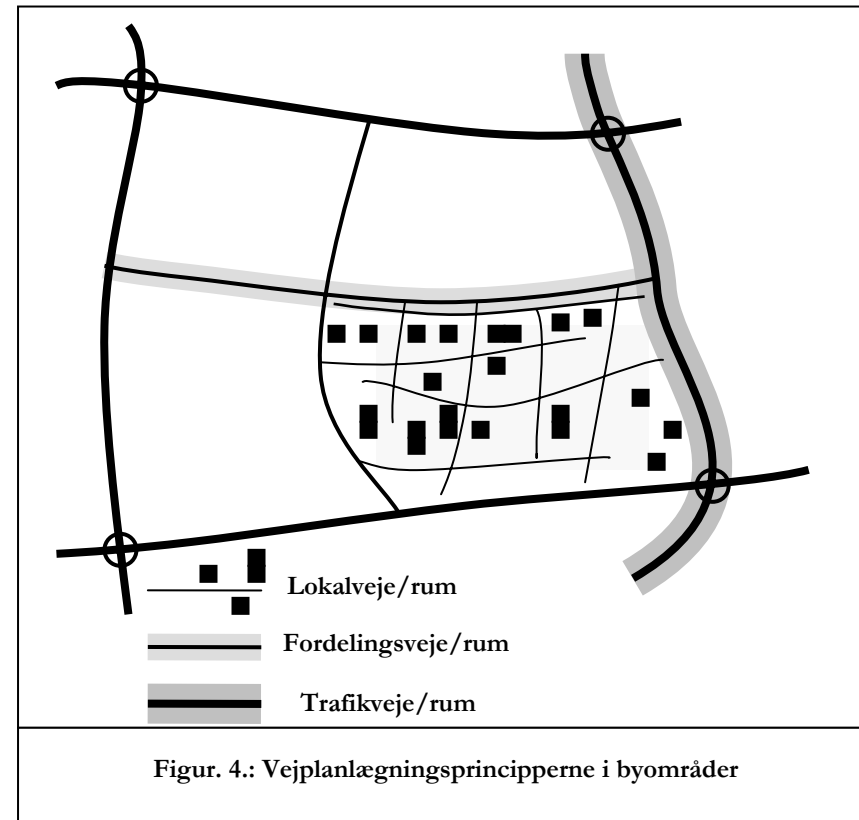 Lokalveje/rum
Fordelingsveje/rum
Trafikveje/rum
Figur. 4.: Vejplanlægningsprincipperne i byområder